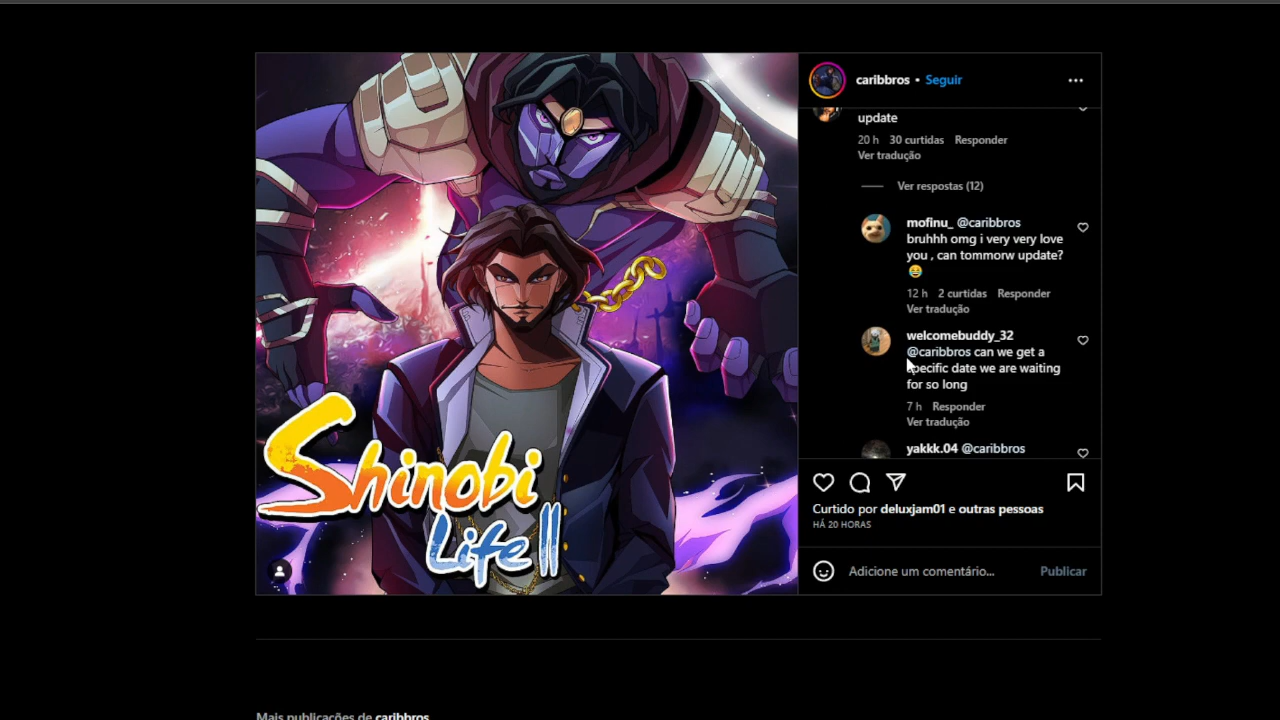 Shinobi
Life II
caribbros • Seguir
update
20 h 30 curtidas Responder
Ver tradução
Ver respostas (12)
mofinu_ @caribbros
bruhhh omg i very very love
you , can tommorw update?
😂
12 h 2 curtidas Responder
Ver tradução
welcomebuddy_32
@caribbros can we get a
specific date we are waiting
for so long
7 h Responder
Ver tradução
yakkk.04 @caribbros
Curtido por deluxjam01 e outras pessoas
HÁ 20 HORAS
Adicione um comentário... Publicar
Mais publicações de caribbros